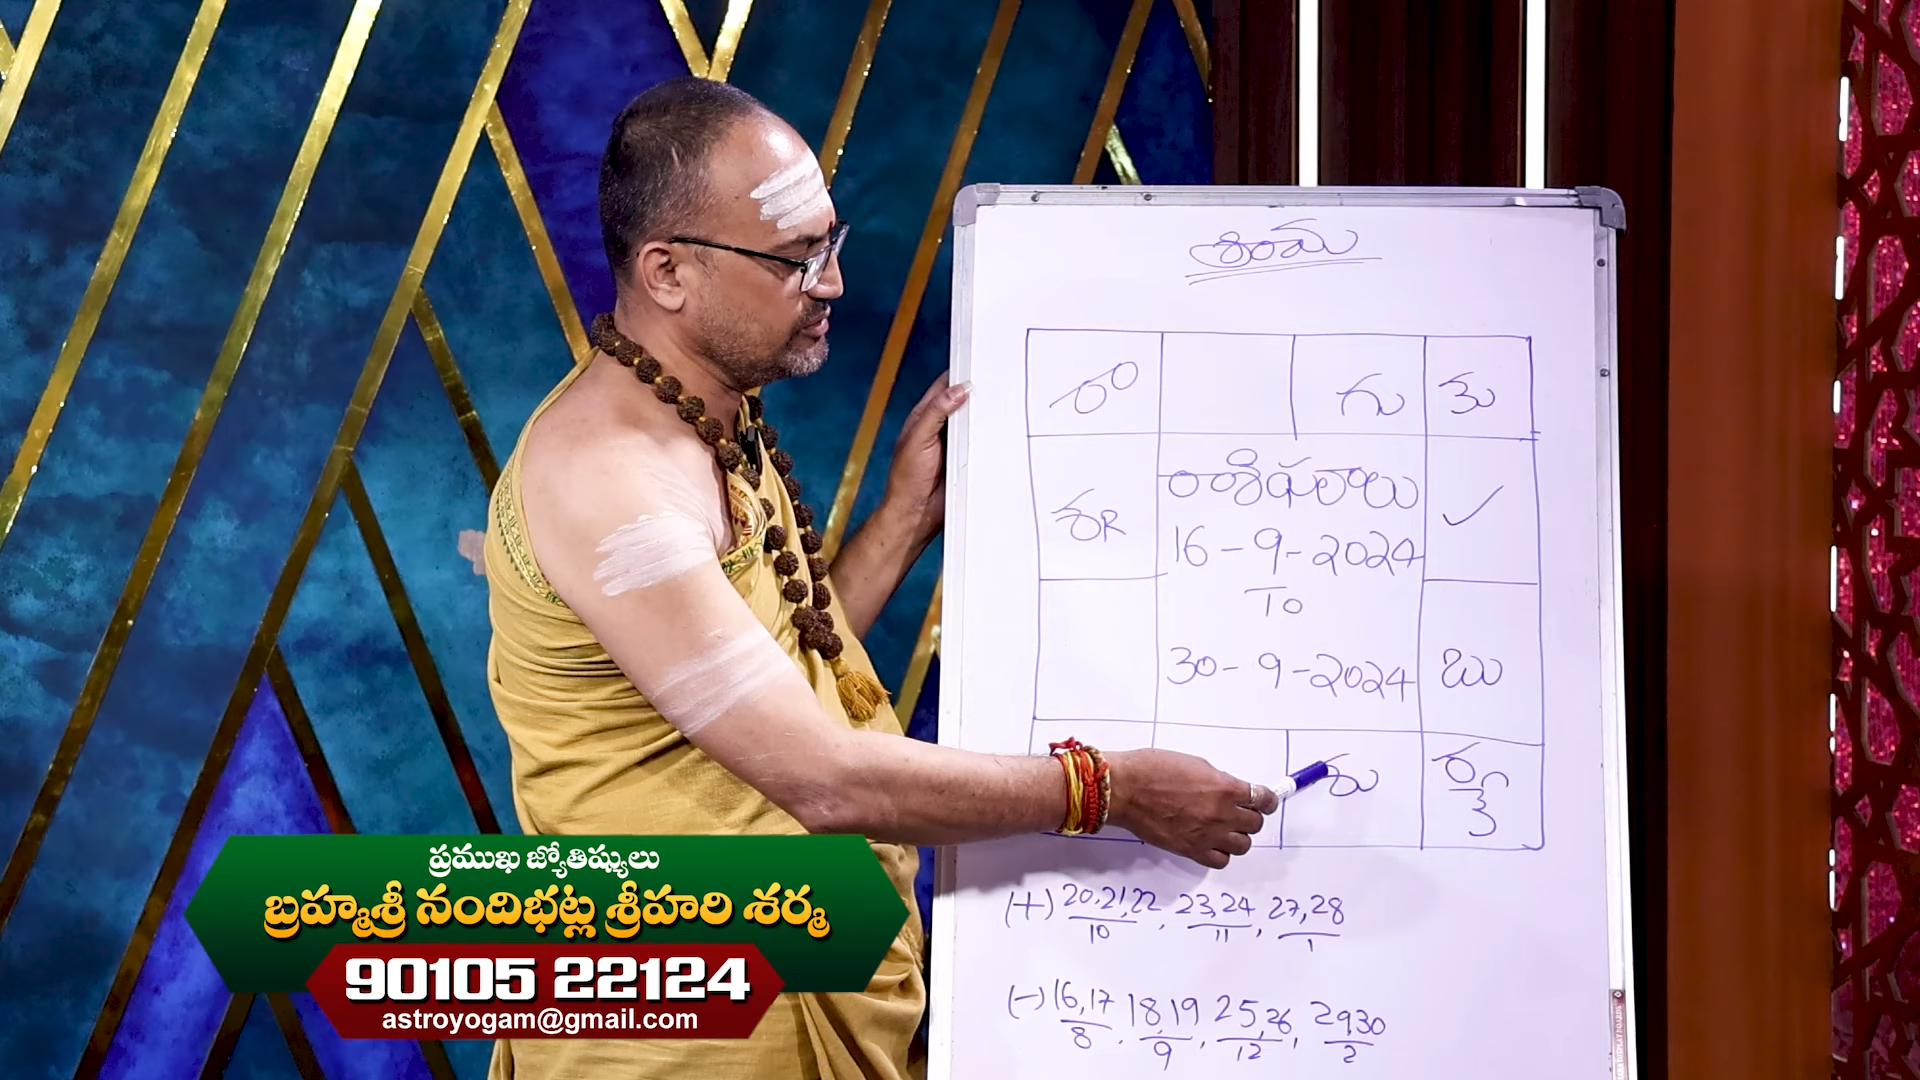 శ్రీరామ
రా గు కు
రాశిఫలాలు
శR ✓
16-9-2024
To
30-9-2024 బు
శు ర/కే
(+) 20,21,22/10, 23,24/11, 27,28/1
(-) 16,17/8, 18,19/9, 25,26/12, 2930/2
ప్రముఖ జ్యోతిష్యులు
బ్రహ్మశ్రీ నందిభట్ల శ్రీహరి శర్మ
90105 22124
astroyogam@gmail.com